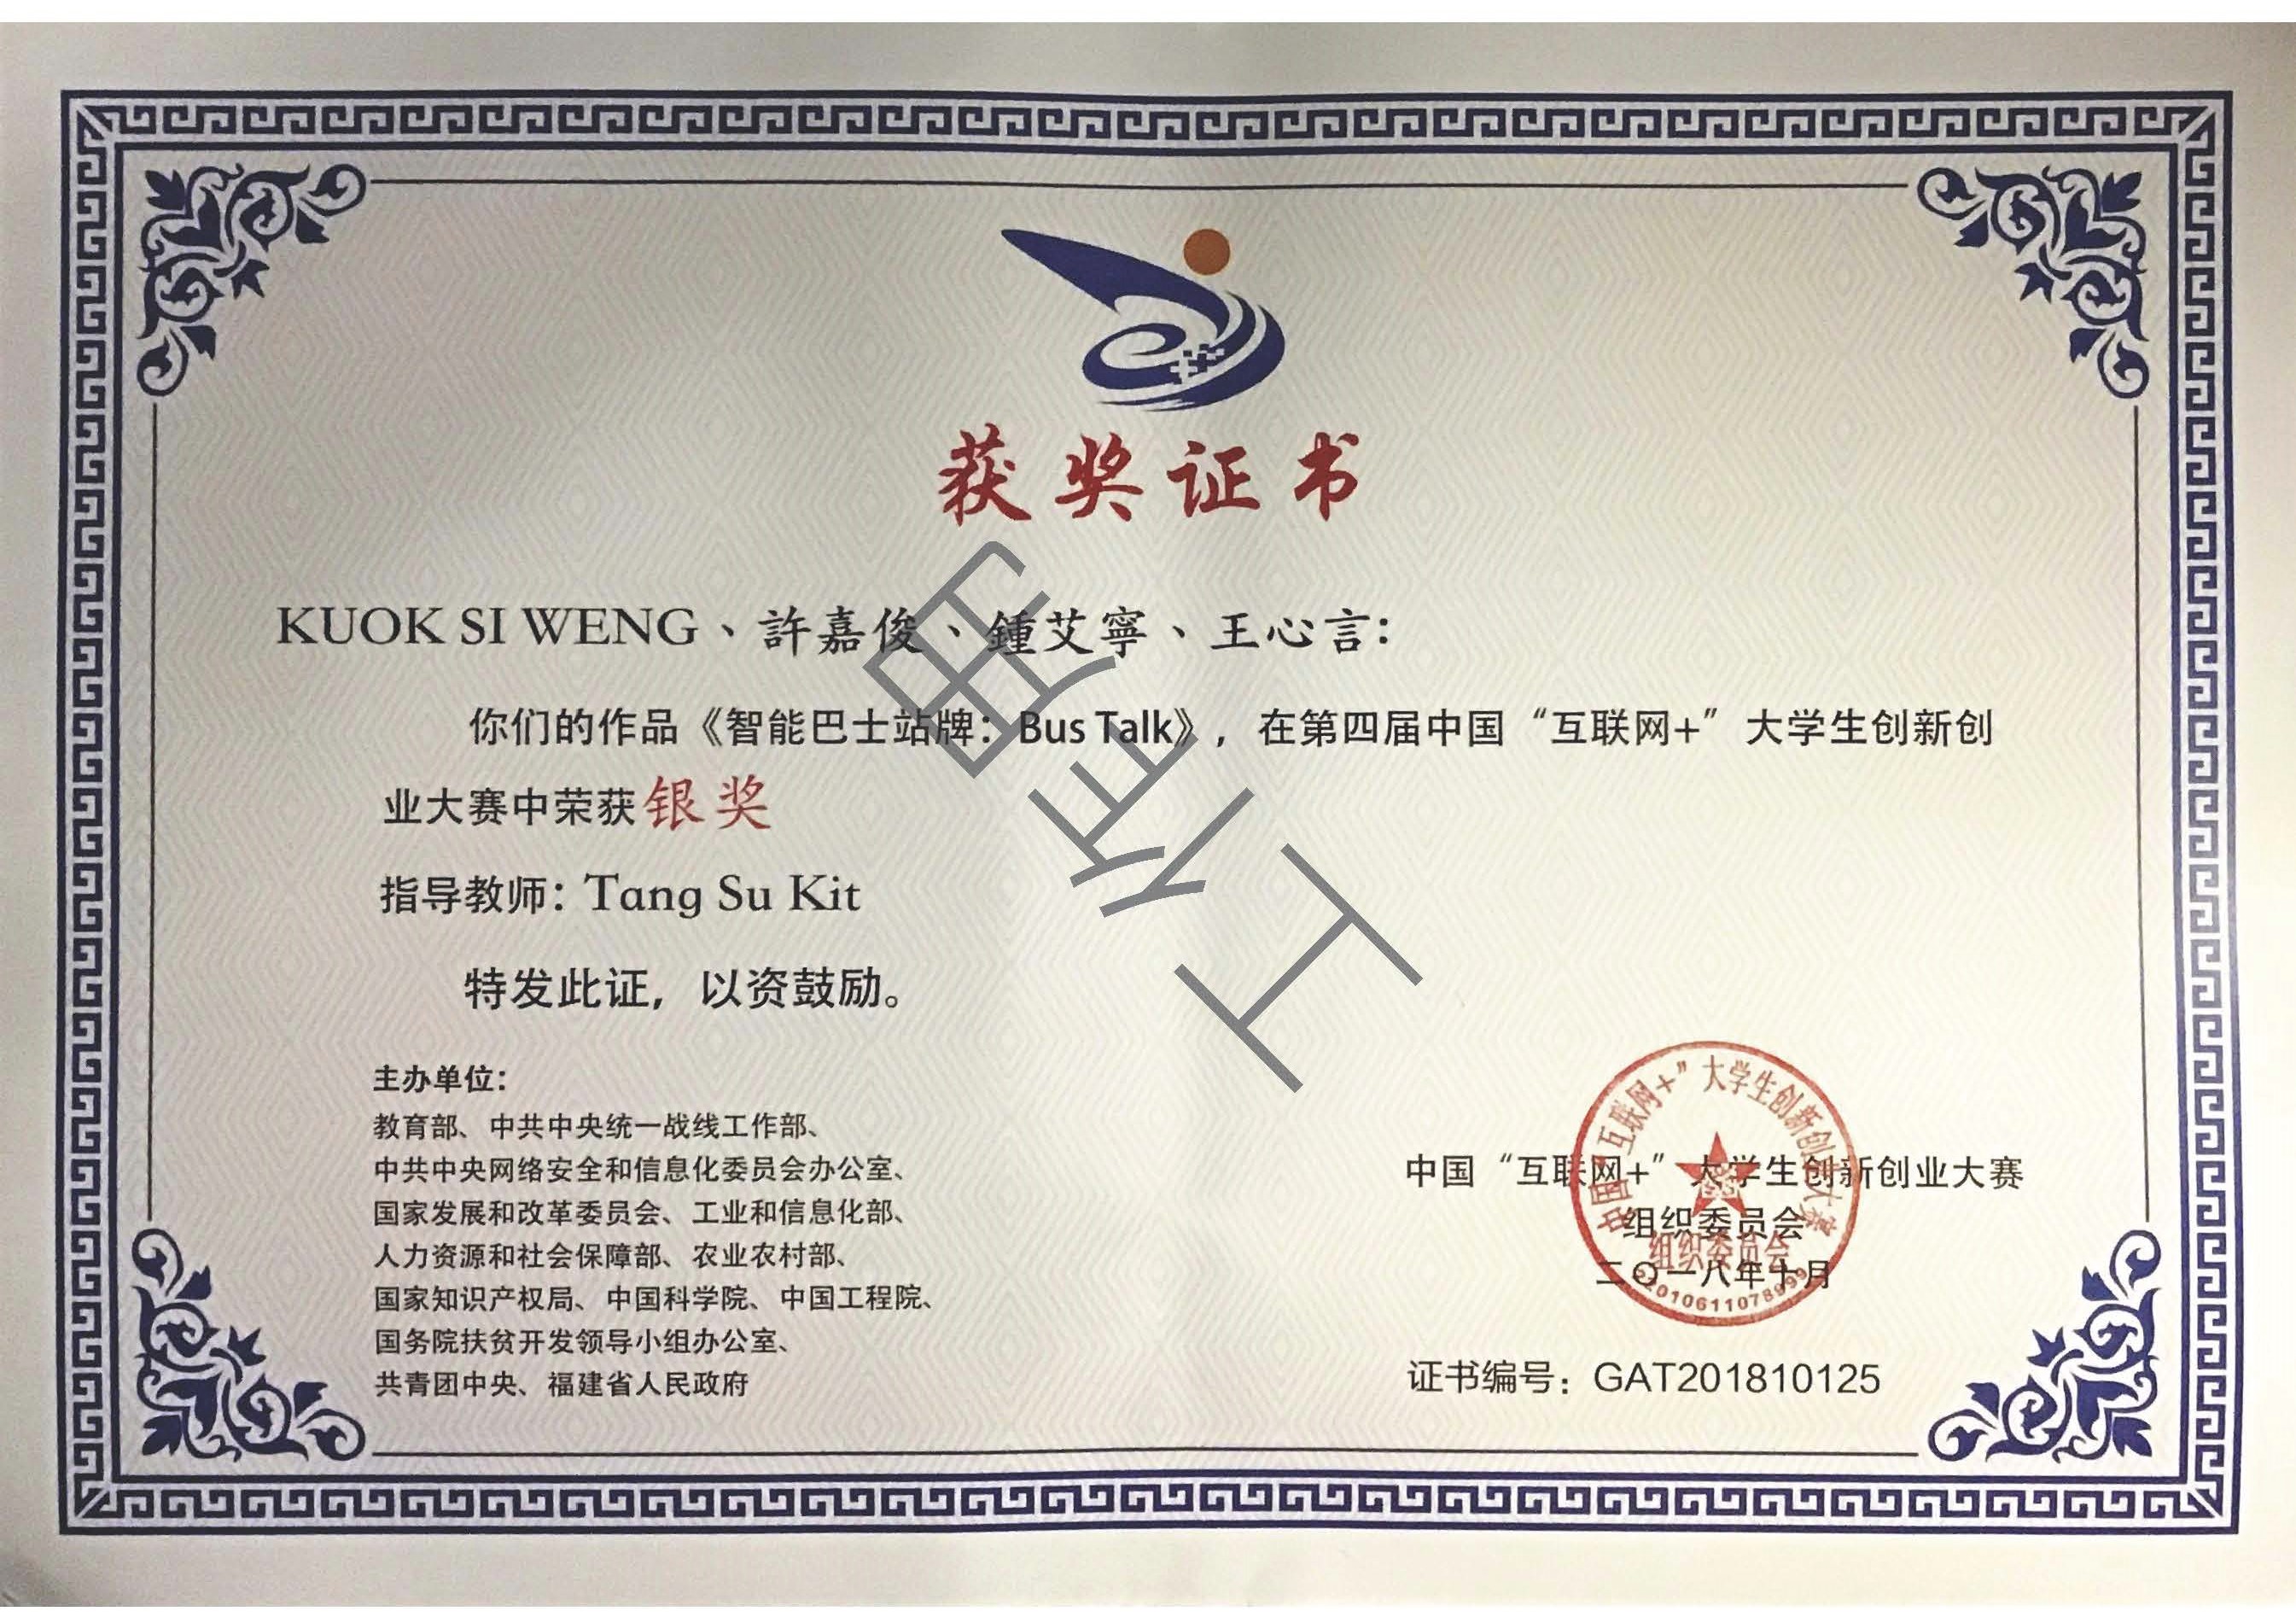 获奖证书
KUOK SI WENG、許嘉俊、鍾艾寧、王心言:
你们的作品《智能巴士站牌：Bus Talk》，在第四届中国“互联网+”大学生创新创
业大赛中荣获银奖
指导教师：Tang Su Kit
特发此证，以资鼓励。
主办单位：
教育部、中共中央统一战线工作部、
中共中央网络安全和信息化委员会办公室、
国家发展和改革委员会、工业和信息化部、
人力资源和社会保障部、农业农村部、
国家知识产权局、中国科学院、中国工程院、
国务院扶贫开发领导小组办公室、
共青团中央、福建省人民政府
中国“互联网+”大学生创新创业大赛
组织委员会
二〇一八年十月
证书编号：GAT201810125
中国“互联网+”大学生创新创业大赛
组织委员会